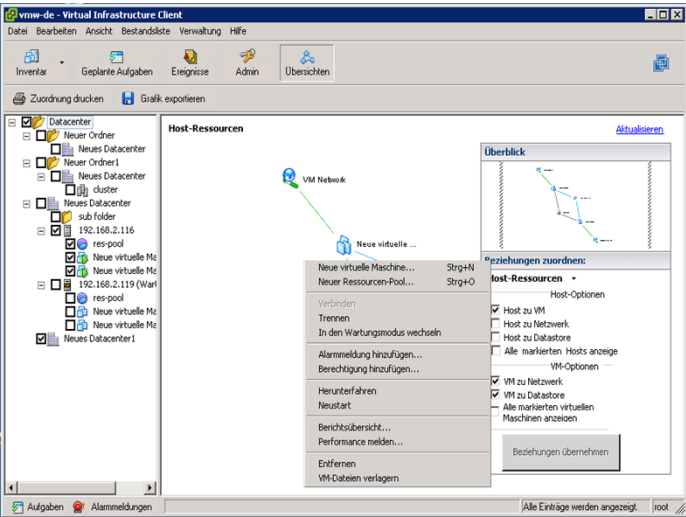 vmw-de - Virtual Infrastructure Client
Datei Bearbeiten Ansicht Bestandsliste Verwaltung Hilfe
Inventar Geplante Aufgaben Ereignisse Admin Übersichten
Zuordnung drucken Grafik exportieren
Datacenter
Neuer Ordner
Neues Datacenter
Neuer Ordner1
Neues Datacenter
cluster
Neues Datacenter
sub folder
192.168.2.116
res-pool
Neue virtuelle Ma
Neue virtuelle Ma
192.168.2.119 (Wart
res-pool
Neue virtuelle Ma
Neue virtuelle Ma
Neues Datacenter1
Host-Ressourcen
Aktualisieren
VM Network
Neue virtuelle ...
Neue virtuelle Maschine... Strg+N
Neuer Ressourcen-Pool... Strg+O
Verbinden
Trennen
In den Wartungsmodus wechseln
Alarmmeldung hinzufügen...
Berechtigung hinzufügen...
Herunterfahren
Neustart
Berichtsübersicht...
Performance melden...
Entfernen
VM-Dateien verlagern
Überblick
Beziehungen zuordnen:
Host-Ressourcen
Host-Optionen
Host zu VM
Host zu Netzwerk
Host zu Datastore
Alle markierten Hosts anzeige
VM-Optionen
VM zu Netzwerk
VM zu Datastore
Alle markierten virtuellen
Maschinen anzeigen
Beziehungen übernehmen
Aufgaben Alarmmeldungen
Alle Einträge werden angezeigt. root